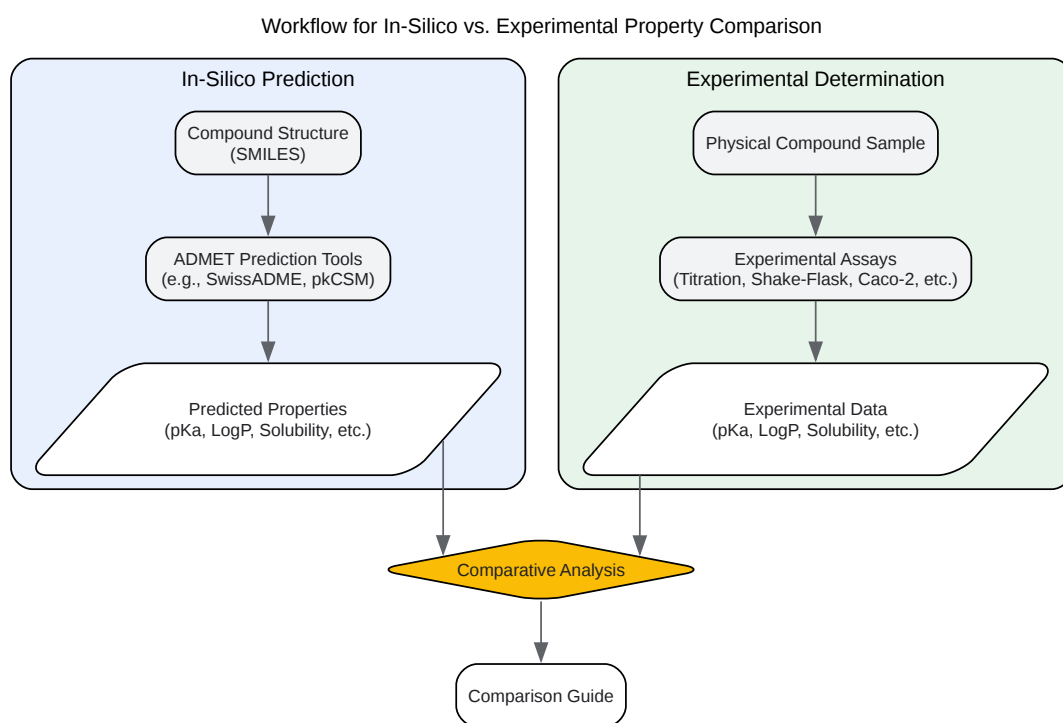 Workflow for In-Silico vs. Experimental Property Comparison
In-Silico Prediction
Compound Structure
(SMILES)
ADMET Prediction Tools
(e.g., SwissADME, pkCSM)
Predicted Properties
(pKa, LogP, Solubility, etc.)
Experimental Determination
Physical Compound Sample
Experimental Assays
(Titration, Shake-Flask, Caco-2, etc.)
Experimental Data
(pKa, LogP, Solubility, etc.)
Comparative Analysis
Comparison Guide